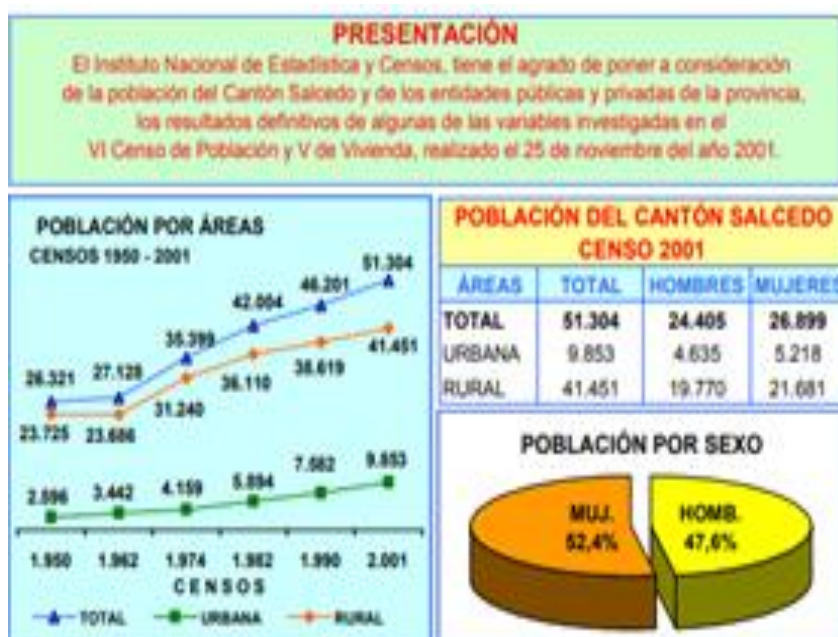 PRESENTACIÓN
El Instituto Nacional de Estadística y Censos, tiene el agrado de poner a consideración
de la población del Cantón Salcedo y de los entidades públicas y privadas de la provincia,
los resultados definitivos de algunas de las variables investigadas en el
VI Censo de Población y V de Vivienda, realizado el 25 de noviembre del año 2001.
POBLACIÓN POR ÁREAS
CENSOS 1950 - 2001
51.304
46.201
42.004
35.399
27.128
26.321
41.451
38.619
36.110
31.240
23.686
23.725
9.853
7.582
5.894
4.159
3.442
2.596
1.950 1.962 1.974 1.982 1.990 2.001
CENSOS
TOTAL URBANA RURAL
POBLACIÓN DEL CANTÓN SALCEDO
CENSO 2001
ÁREAS TOTAL HOMBRES MUJERES
TOTAL 51.304 24.405 26.899
URBANA 9.853 4.635 5.218
RURAL 41.451 19.770 21.681
POBLACIÓN POR SEXO
MUJ.
52,4%
HOMB.
47,6%